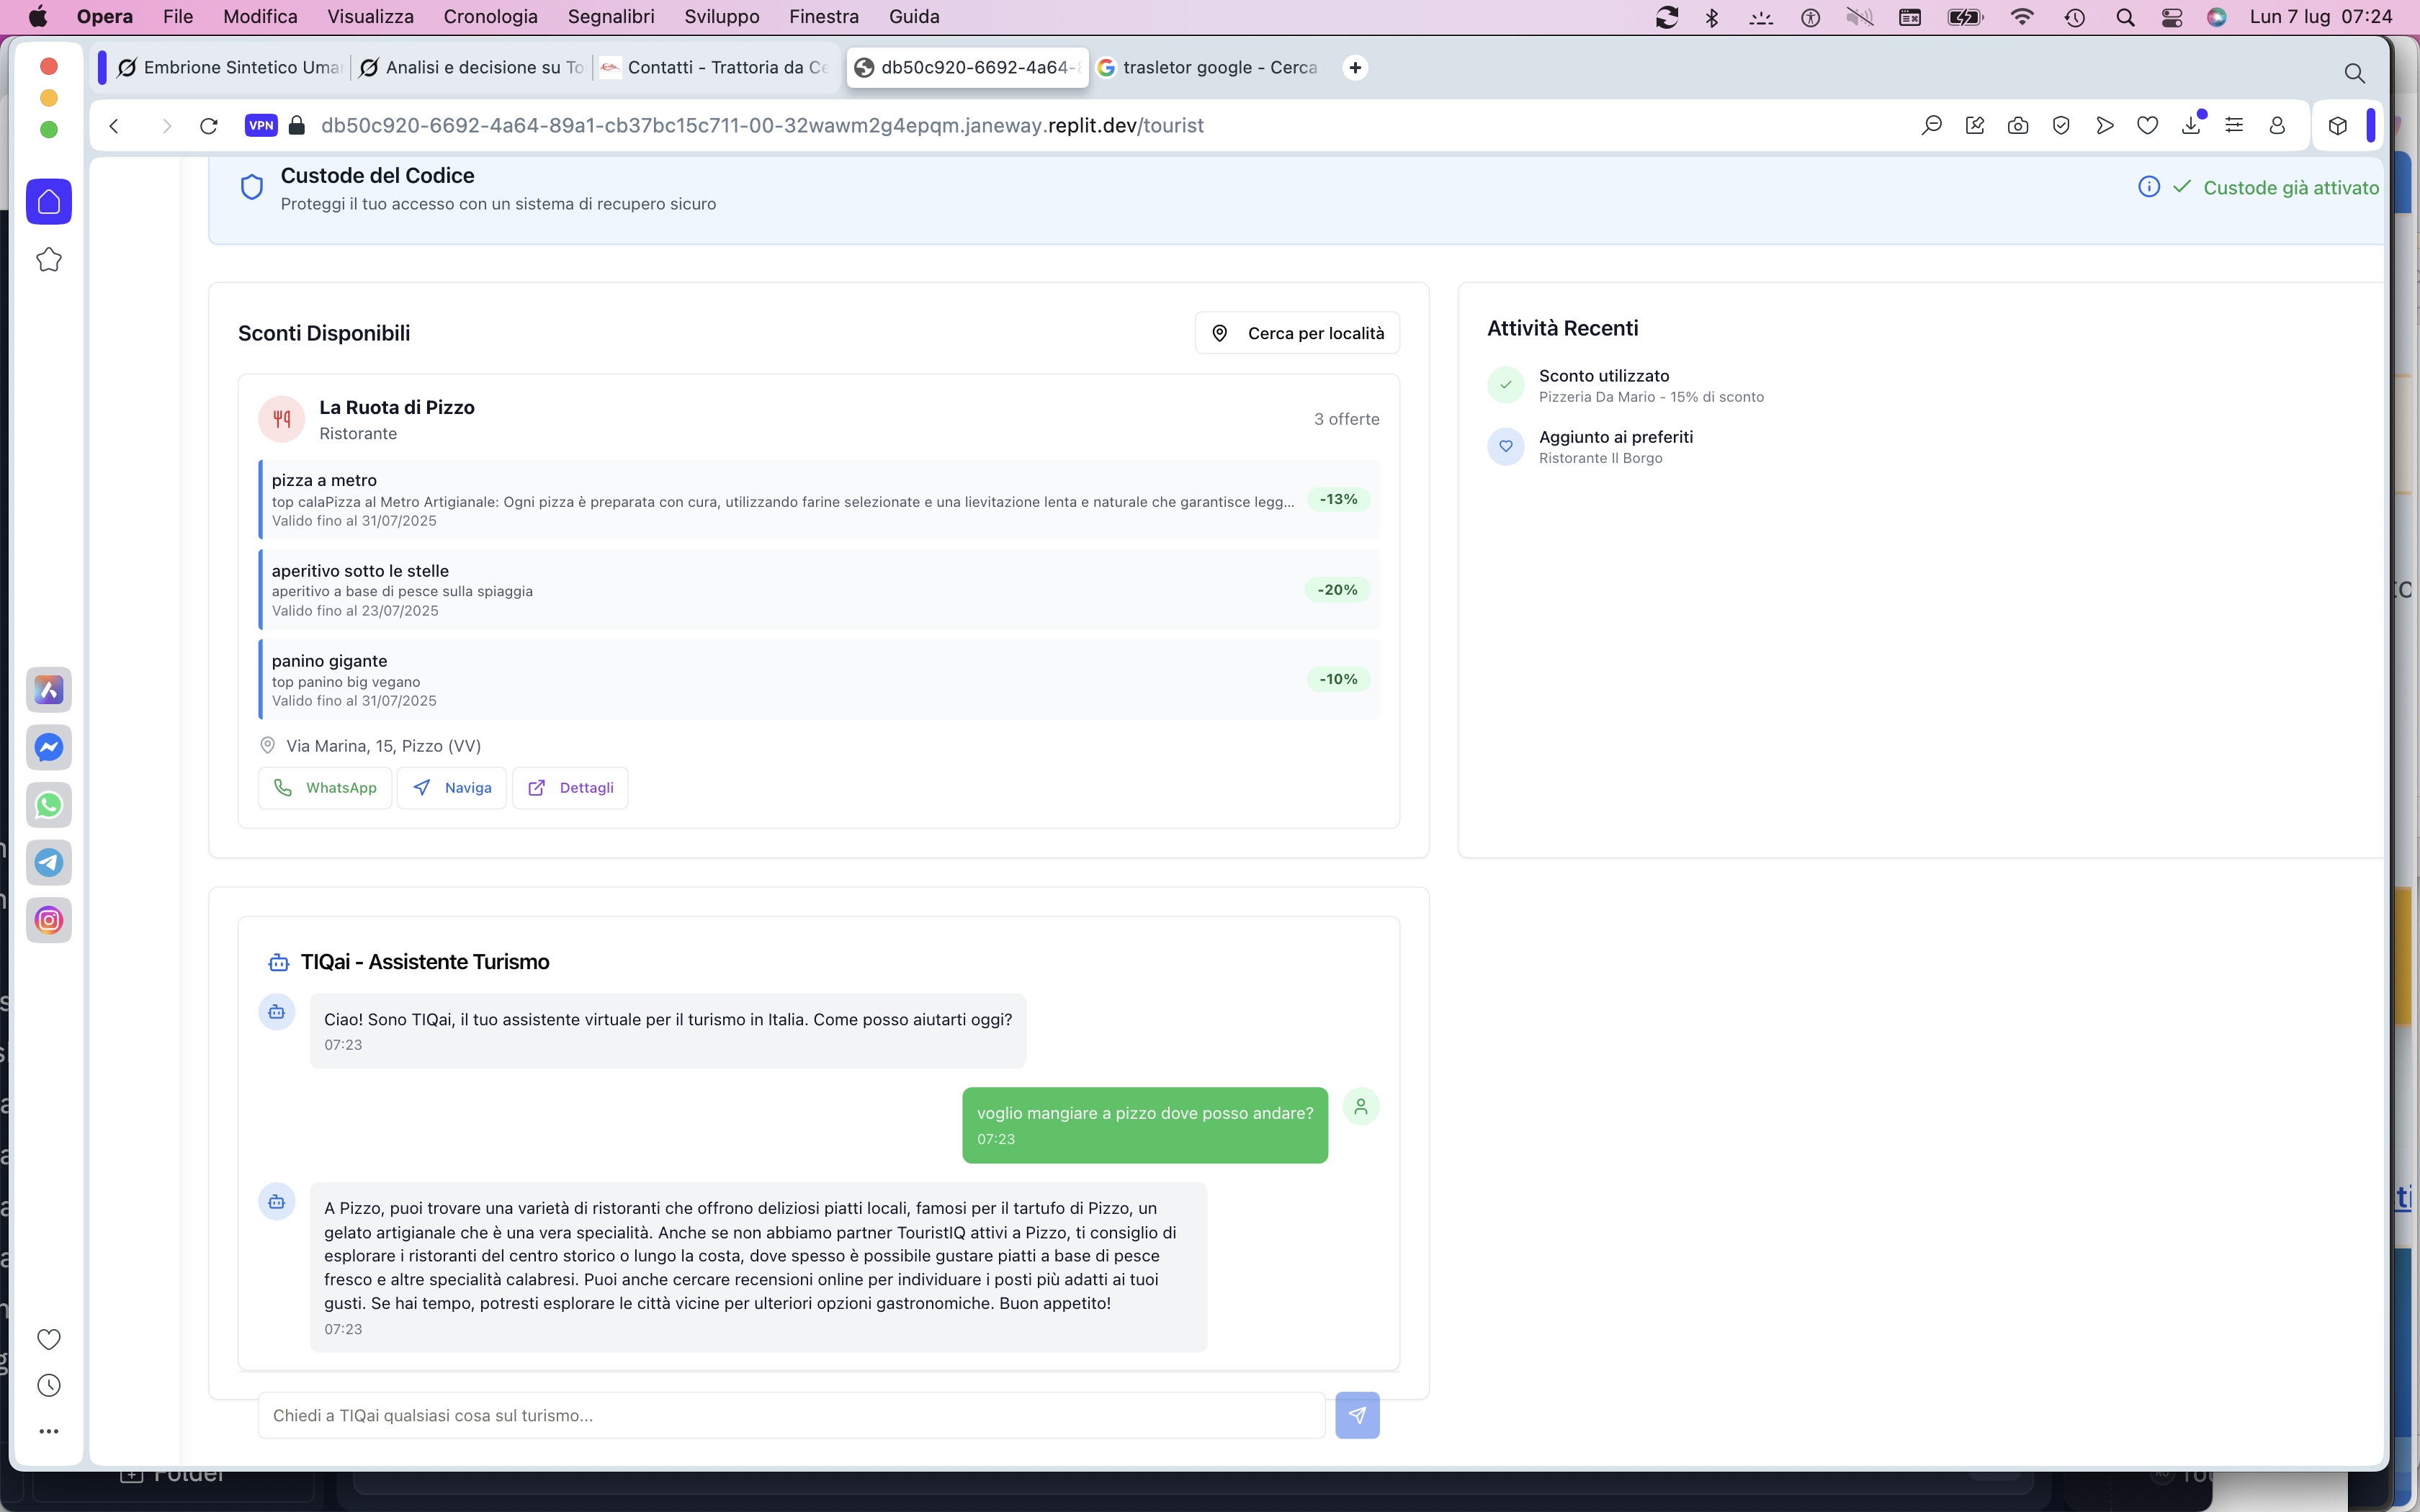 Opera File Modifica Visualizza Cronologia Segnalibri Sviluppo Finestra Guida
Lun 7 lug 07:24
Embrione Sintetico Uma
Analisi e decisione su To
Contatti - Trattoria da Ce
db50c920-6692-4a64-8
trasletor google - Cerca
VPN
db50c920-6692-4a64-89a1-cb37bc15c711-00-32wawm2g4epqm.janeway.replit.dev/tourist
Custode del Codice
Proteggi il tuo accesso con un sistema di recupero sicuro
Custode già attivato
Sconti Disponibili
Cerca per località
La Ruota di Pizzo
Ristorante
3 offerte
pizza a metro
top calaPizza al Metro Artigianale: Ogni pizza è preparata con cura, utilizzando farine selezionate e una lievitazione lenta e naturale che garantisce legg...
Valido fino al 31/07/2025
-13%
aperitivo sotto le stelle
aperitivo a base di pesce sulla spiaggia
Valido fino al 23/07/2025
-20%
panino gigante
top panino big vegano
Valido fino al 31/07/2025
-10%
Via Marina, 15, Pizzo (VV)
WhatsApp
Naviga
Dettagli
Attività Recenti
Sconto utilizzato
Pizzeria Da Mario - 15% di sconto
Aggiunto ai preferiti
Ristorante Il Borgo
TIQai - Assistente Turismo
Ciao! Sono TIQai, il tuo assistente virtuale per il turismo in Italia. Come posso aiutarti oggi?
07:23
voglio mangiare a pizzo dove posso andare?
07:23
A Pizzo, puoi trovare una varietà di ristoranti che offrono deliziosi piatti locali, famosi per il tartufo di Pizzo, un
gelato artigianale che è una vera specialità. Anche se non abbiamo partner TouristIQ attivi a Pizzo, ti consiglio di
esplorare i ristoranti del centro storico o lungo la costa, dove spesso è possibile gustare piatti a base di pesce
fresco e altre specialità calabresi. Puoi anche cercare recensioni online per individuare i posti più adatti ai tuoi
gusti. Se hai tempo, potresti esplorare le città vicine per ulteriori opzioni gastronomiche. Buon appetito!
07:23
Chiedi a TIQai qualsiasi cosa sul turismo...
Folder